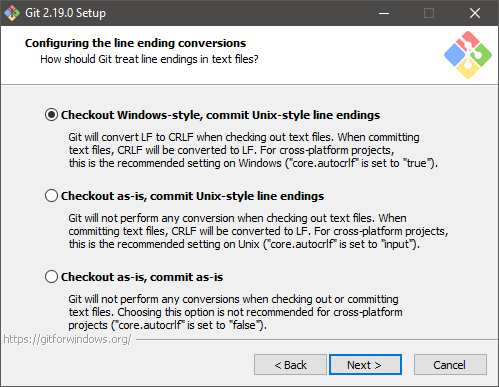 Git 2.19.0 Setup
Configuring the line ending conversions
How should Git treat line endings in text files?
Checkout Windows-style, commit Unix-style line endings
Git will convert LF to CRLF when checking out text files. When committing
text files, CRLF will be converted to LF. For cross-platform projects,
this is the recommended setting on Windows ("core.autocrlf" is set to "true").
Checkout as-is, commit Unix-style line endings
Git will not perform any conversion when checking out text files. When
committing text files, CRLF will be converted to LF. For cross-platform projects,
this is the recommended setting on Unix ("core.autocrlf" is set to "input").
Checkout as-is, commit as-is
Git will not perform any conversions when checking out or committing
text files. Choosing this option is not recommended for cross-platform
projects ("core.autocrlf" is set to "false").
https://gitforwindows.org/
< Back
Next >
Cancel